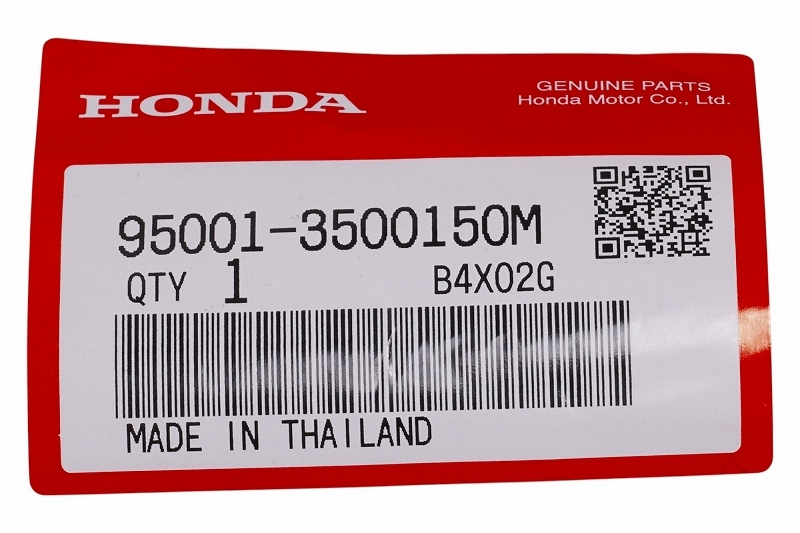 HONDA
GENUINE PARTS
Honda Motor Co., Ltd.
95001-3500150M
QTY 1 B4X02G
MADE IN THAILAND